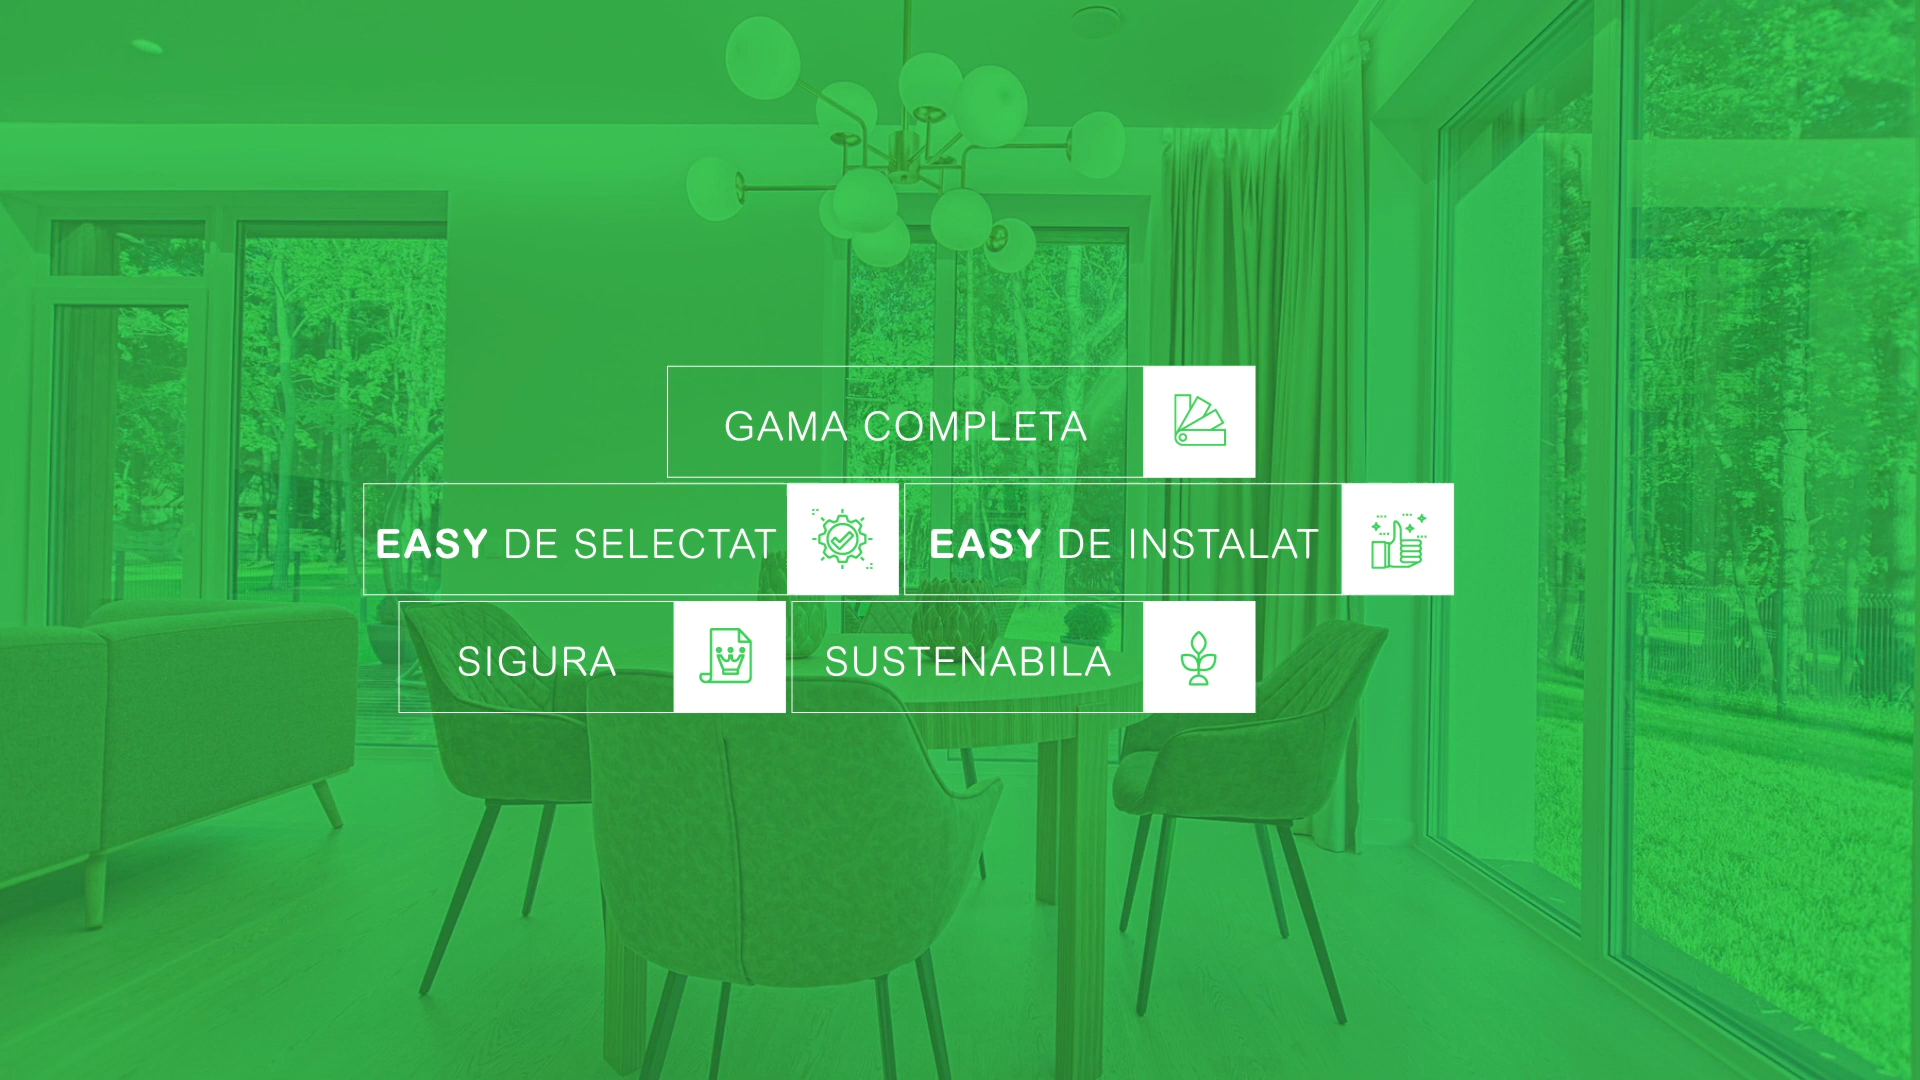 GAMA COMPLETA
EASY DE SELECTAT
EASY DE INSTALAT
SIGURA
SUSTENABILA